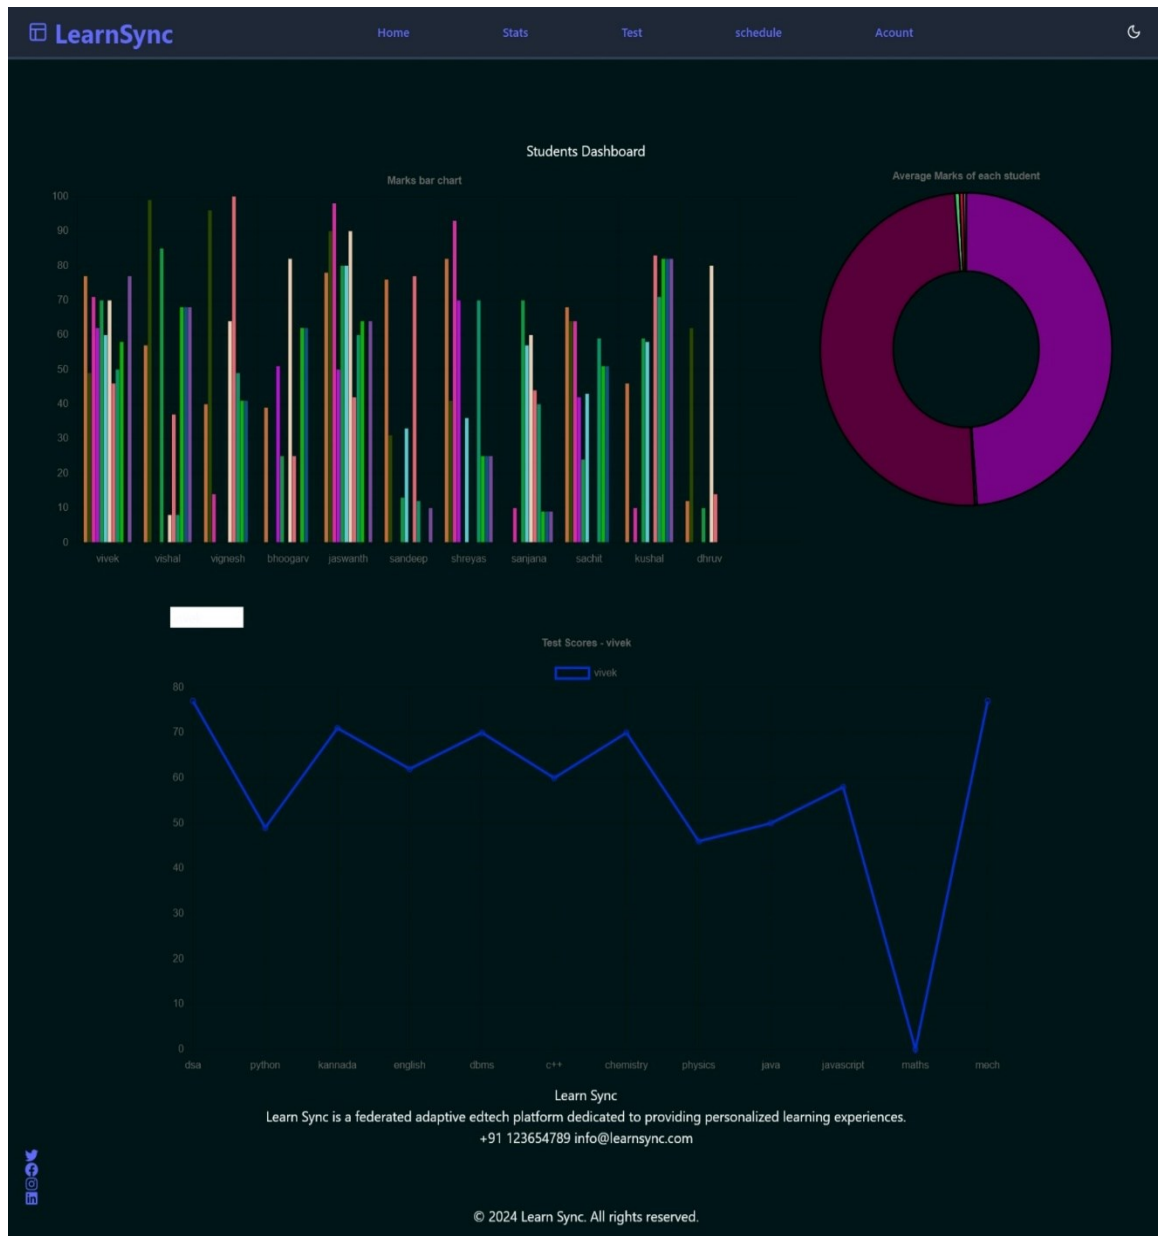 LearnSync
Home Stats Test schedule Acount
Students Dashboard
Marks bar chart
100
90
80
70
60
50
40
30
20
10
0
vivek vishal vignesh bhoogarv jaswanth sandeep shreyas sanjana sachit kushal dhruv
Average Marks of each student
Test Scores - vivek
vivek
80
70
60
50
40
30
20
10
0
dsa python kannada english dbms c++ chemistry physics java javascript maths mech
Learn Sync
Learn Sync is a federated adaptive edtech platform dedicated to providing personalized learning experiences.
+91 123654789 info@learnsync.com
© 2024 Learn Sync. All rights reserved.